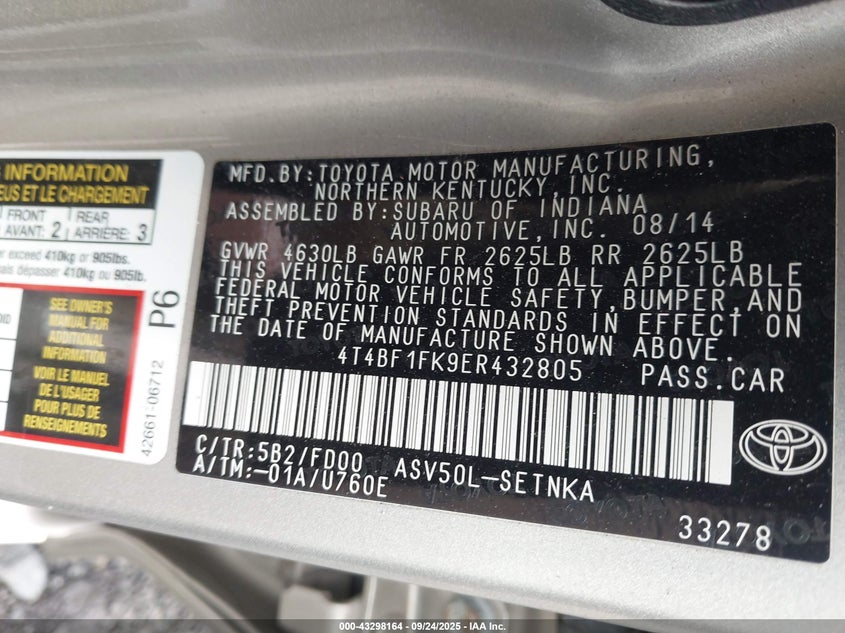 INFORMATION
EUS ET LE CHARGEMENT
FRONT
AVANT: 2
REAR
ARRIÈRE: 3
er exceed 410kg or 905lbs.
ais dépasser 410kg ou 905lb.
SEE OWNER'S
MANUAL FOR
ADDITIONAL
INFORMATION
VOIR LE MANUEL
DE L'USAGER
POUR PLUS DE
RENSEIGNEMENTS
P6
42661-06712
MFD.BY:TOYOTA MOTOR MANUFACTURING,
NORTHERN KENTUCKY,INC.
ASSEMBLED BY:SUBARU OF INDIANA
AUTOMOTIVE,INC. 08/14
GVWR 4630LB GAWR FR 2625LB RR 2625LB
THIS VEHICLE CONFORMS TO ALL APPLICABLE
FEDERAL MOTOR VEHICLE SAFETY,BUMPER,AND
THEFT PREVENTION STANDARDS IN EFFECT ON
THE DATE OF MANUFACTURE SHOWN ABOVE.
4T4BF1FK9ER432805 PASS.CAR
C/TR:5B2/FD00 ASV50L-SETNKA
A/TM:-01A/U760E
33278
000-43298164 - 09/24/2025 - IAA Inc.